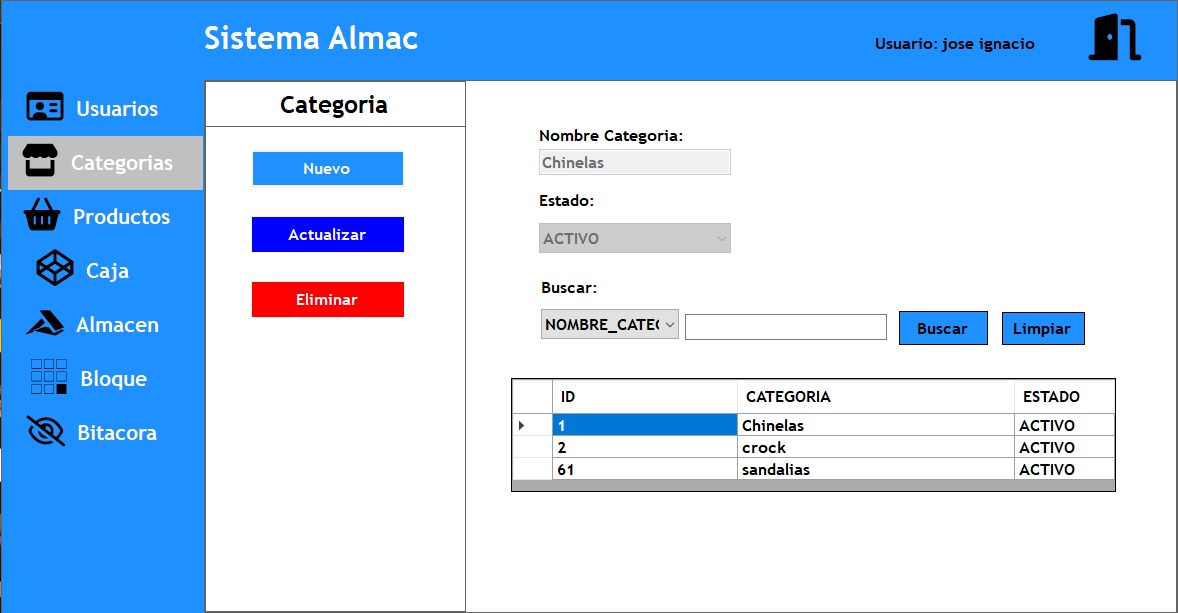 Sistema Almac
Usuario: jose ignacio
Usuarios
Categorias
Productos
Caja
Almacen
Bloque
Bitacora
Categoria
Nuevo
Actualizar
Eliminar
Nombre Categoria:
Chinelas
Estado:
ACTIVO
Buscar:
NOMBRE_CATEG
Buscar Limpiar
ID CATEGORIA ESTADO
1 Chinelas ACTIVO
2 crock ACTIVO
61 sandalias ACTIVO